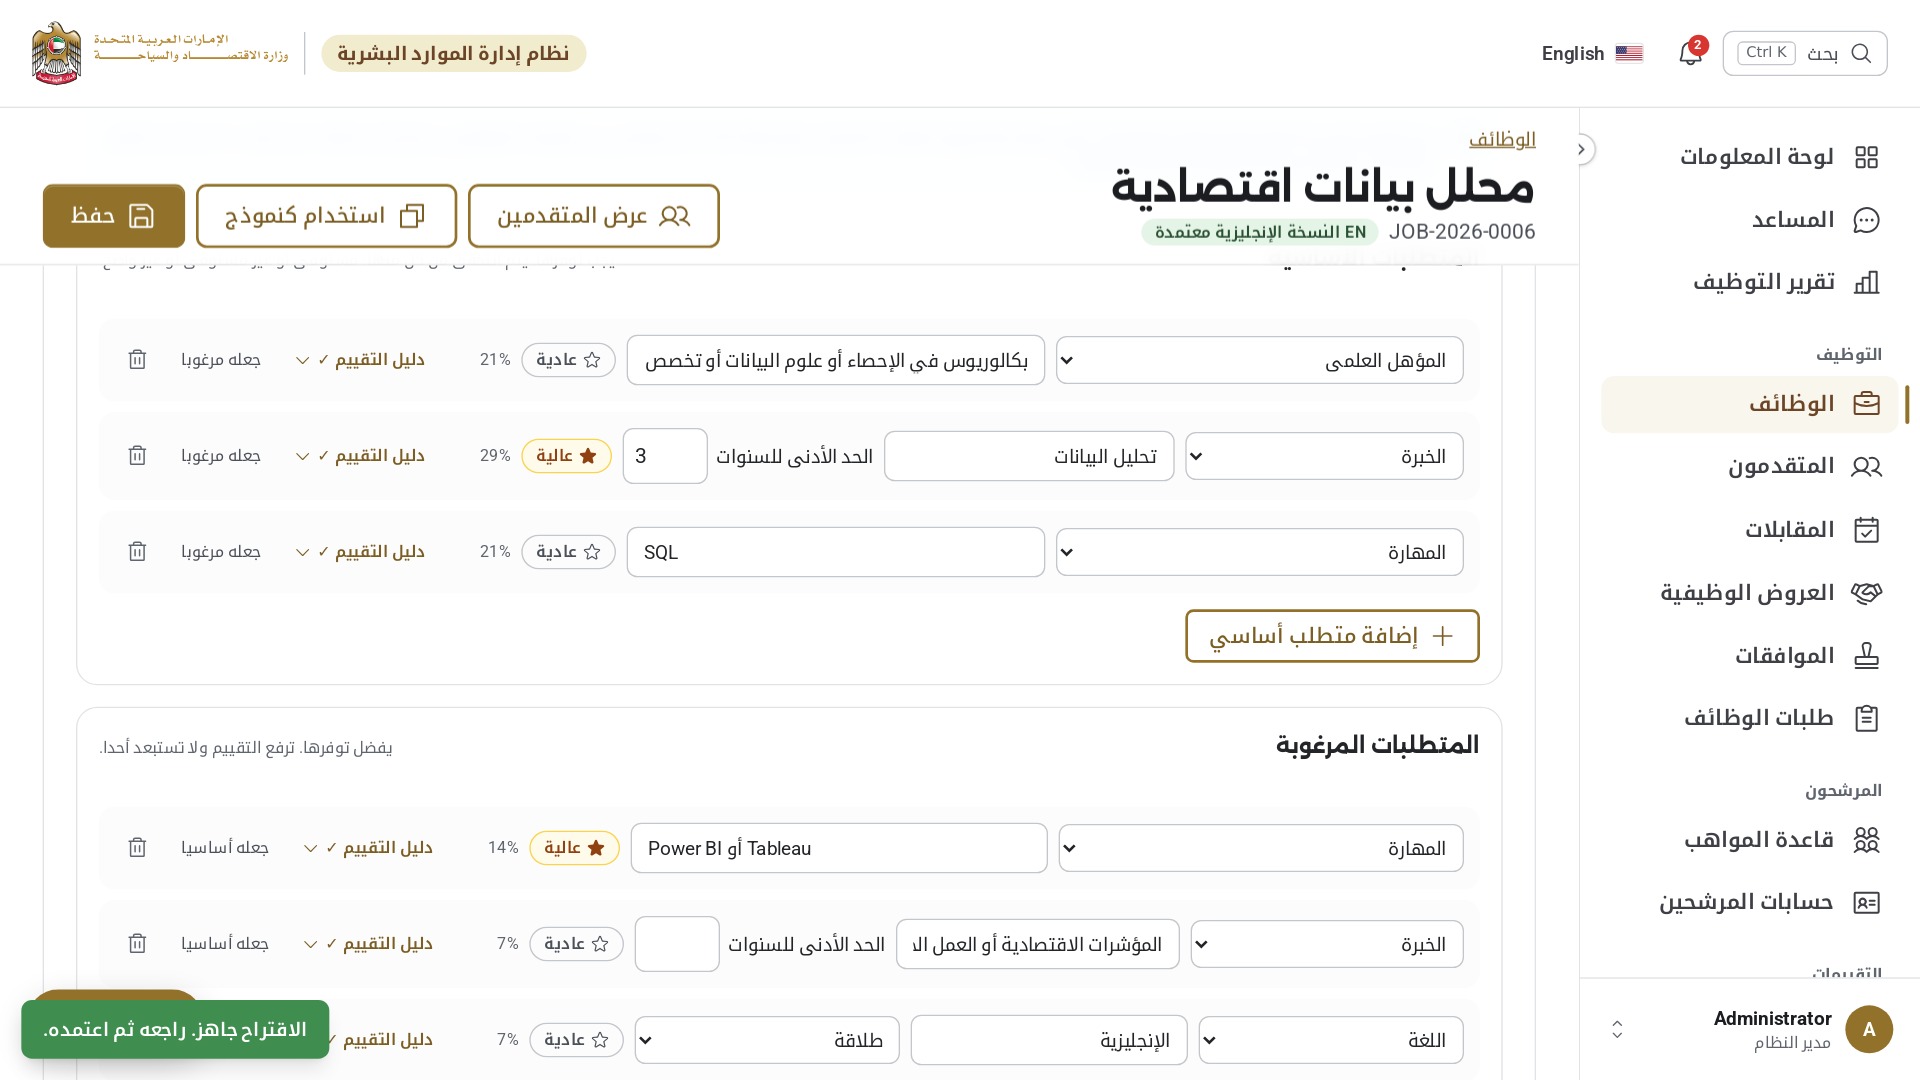 الإمارات العربية المتحدة
وزارة الاقتصاد والسياحة
نظام إدارة الموارد البشرية
English
2
بحث
Ctrl K
الوظائف
محلل بيانات اقتصادية
JOB-2026-0006
EN النسخة الإنجليزية معتمدة
عرض المتقدمين
استخدام كنموذج
حفظ
المؤهل العلمي
بكالوريوس في الإحصاء أو علوم البيانات أو تخصص
عادية
21%
دليل التقييم ✓
جعله مرغوبا
الخبرة
تحليل البيانات
الحد الأدنى للسنوات
3
عالية
29%
دليل التقييم ✓
جعله مرغوبا
المهارة
SQL
عادية
21%
دليل التقييم ✓
جعله مرغوبا
إضافة متطلب أساسي
المتطلبات المرغوبة
يفضل توفرها. ترفع التقييم ولا تستبعد أحدا.
المهارة
Power BI أو Tableau
عالية
14%
دليل التقييم ✓
جعله أساسيا
الخبرة
المؤشرات الاقتصادية أو العمل الا
الحد الأدنى للسنوات
عادية
7%
دليل التقييم ✓
جعله أساسيا
اللغة
الإنجليزية
طلاقة
عادية
7%
دليل التقييم ✓
الاقتراح جاهز. راجعه ثم اعتمده.
لوحة المعلومات
المساعد
تقرير التوظيف
التوظيف
الوظائف
المتقدمون
المقابلات
العروض الوظيفية
الموافقات
طلبات الوظائف
المرشحون
قاعدة المواهب
حسابات المرشحين
التقييمات
Administrator
مدير النظام
A